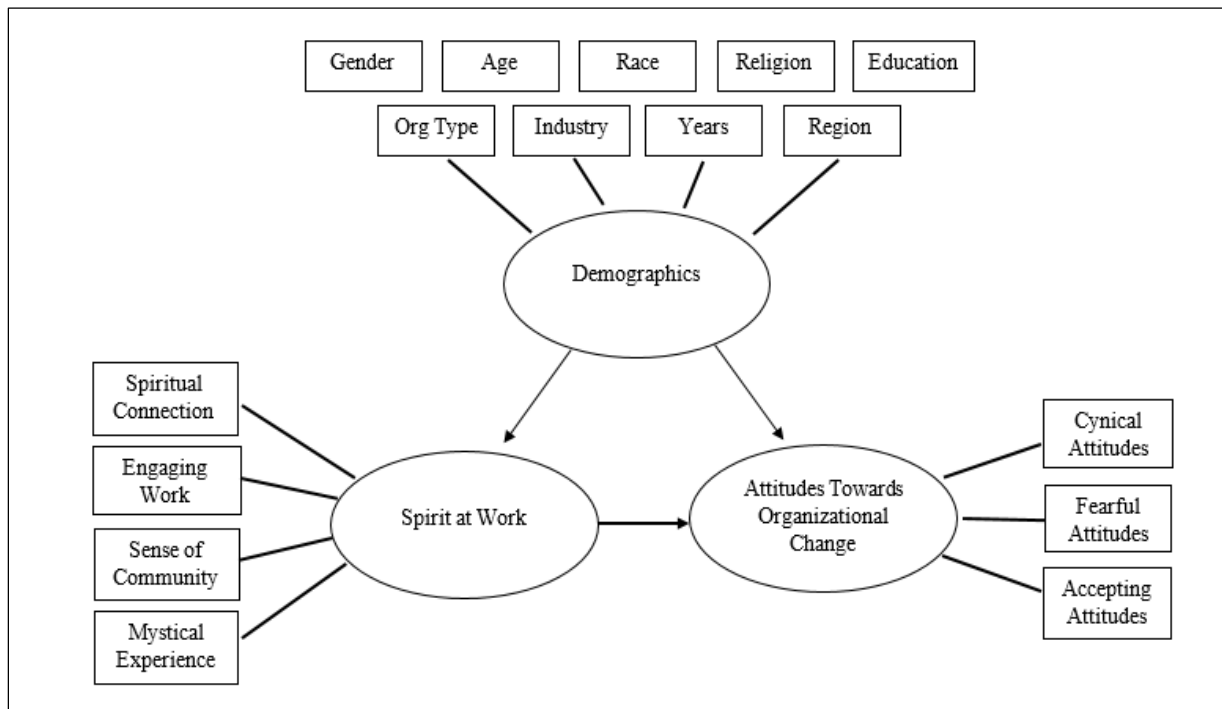 Gender
Age
Race
Religion
Education
Org Type
Industry
Years
Region
Demographics
Spiritual
Connection
Engaging
Work
Sense of
Community
Mystical
Experience
Spirit at Work
Attitudes Towards
Organizational
Change
Cynical
Attitudes
Fearful
Attitudes
Accepting
Attitudes